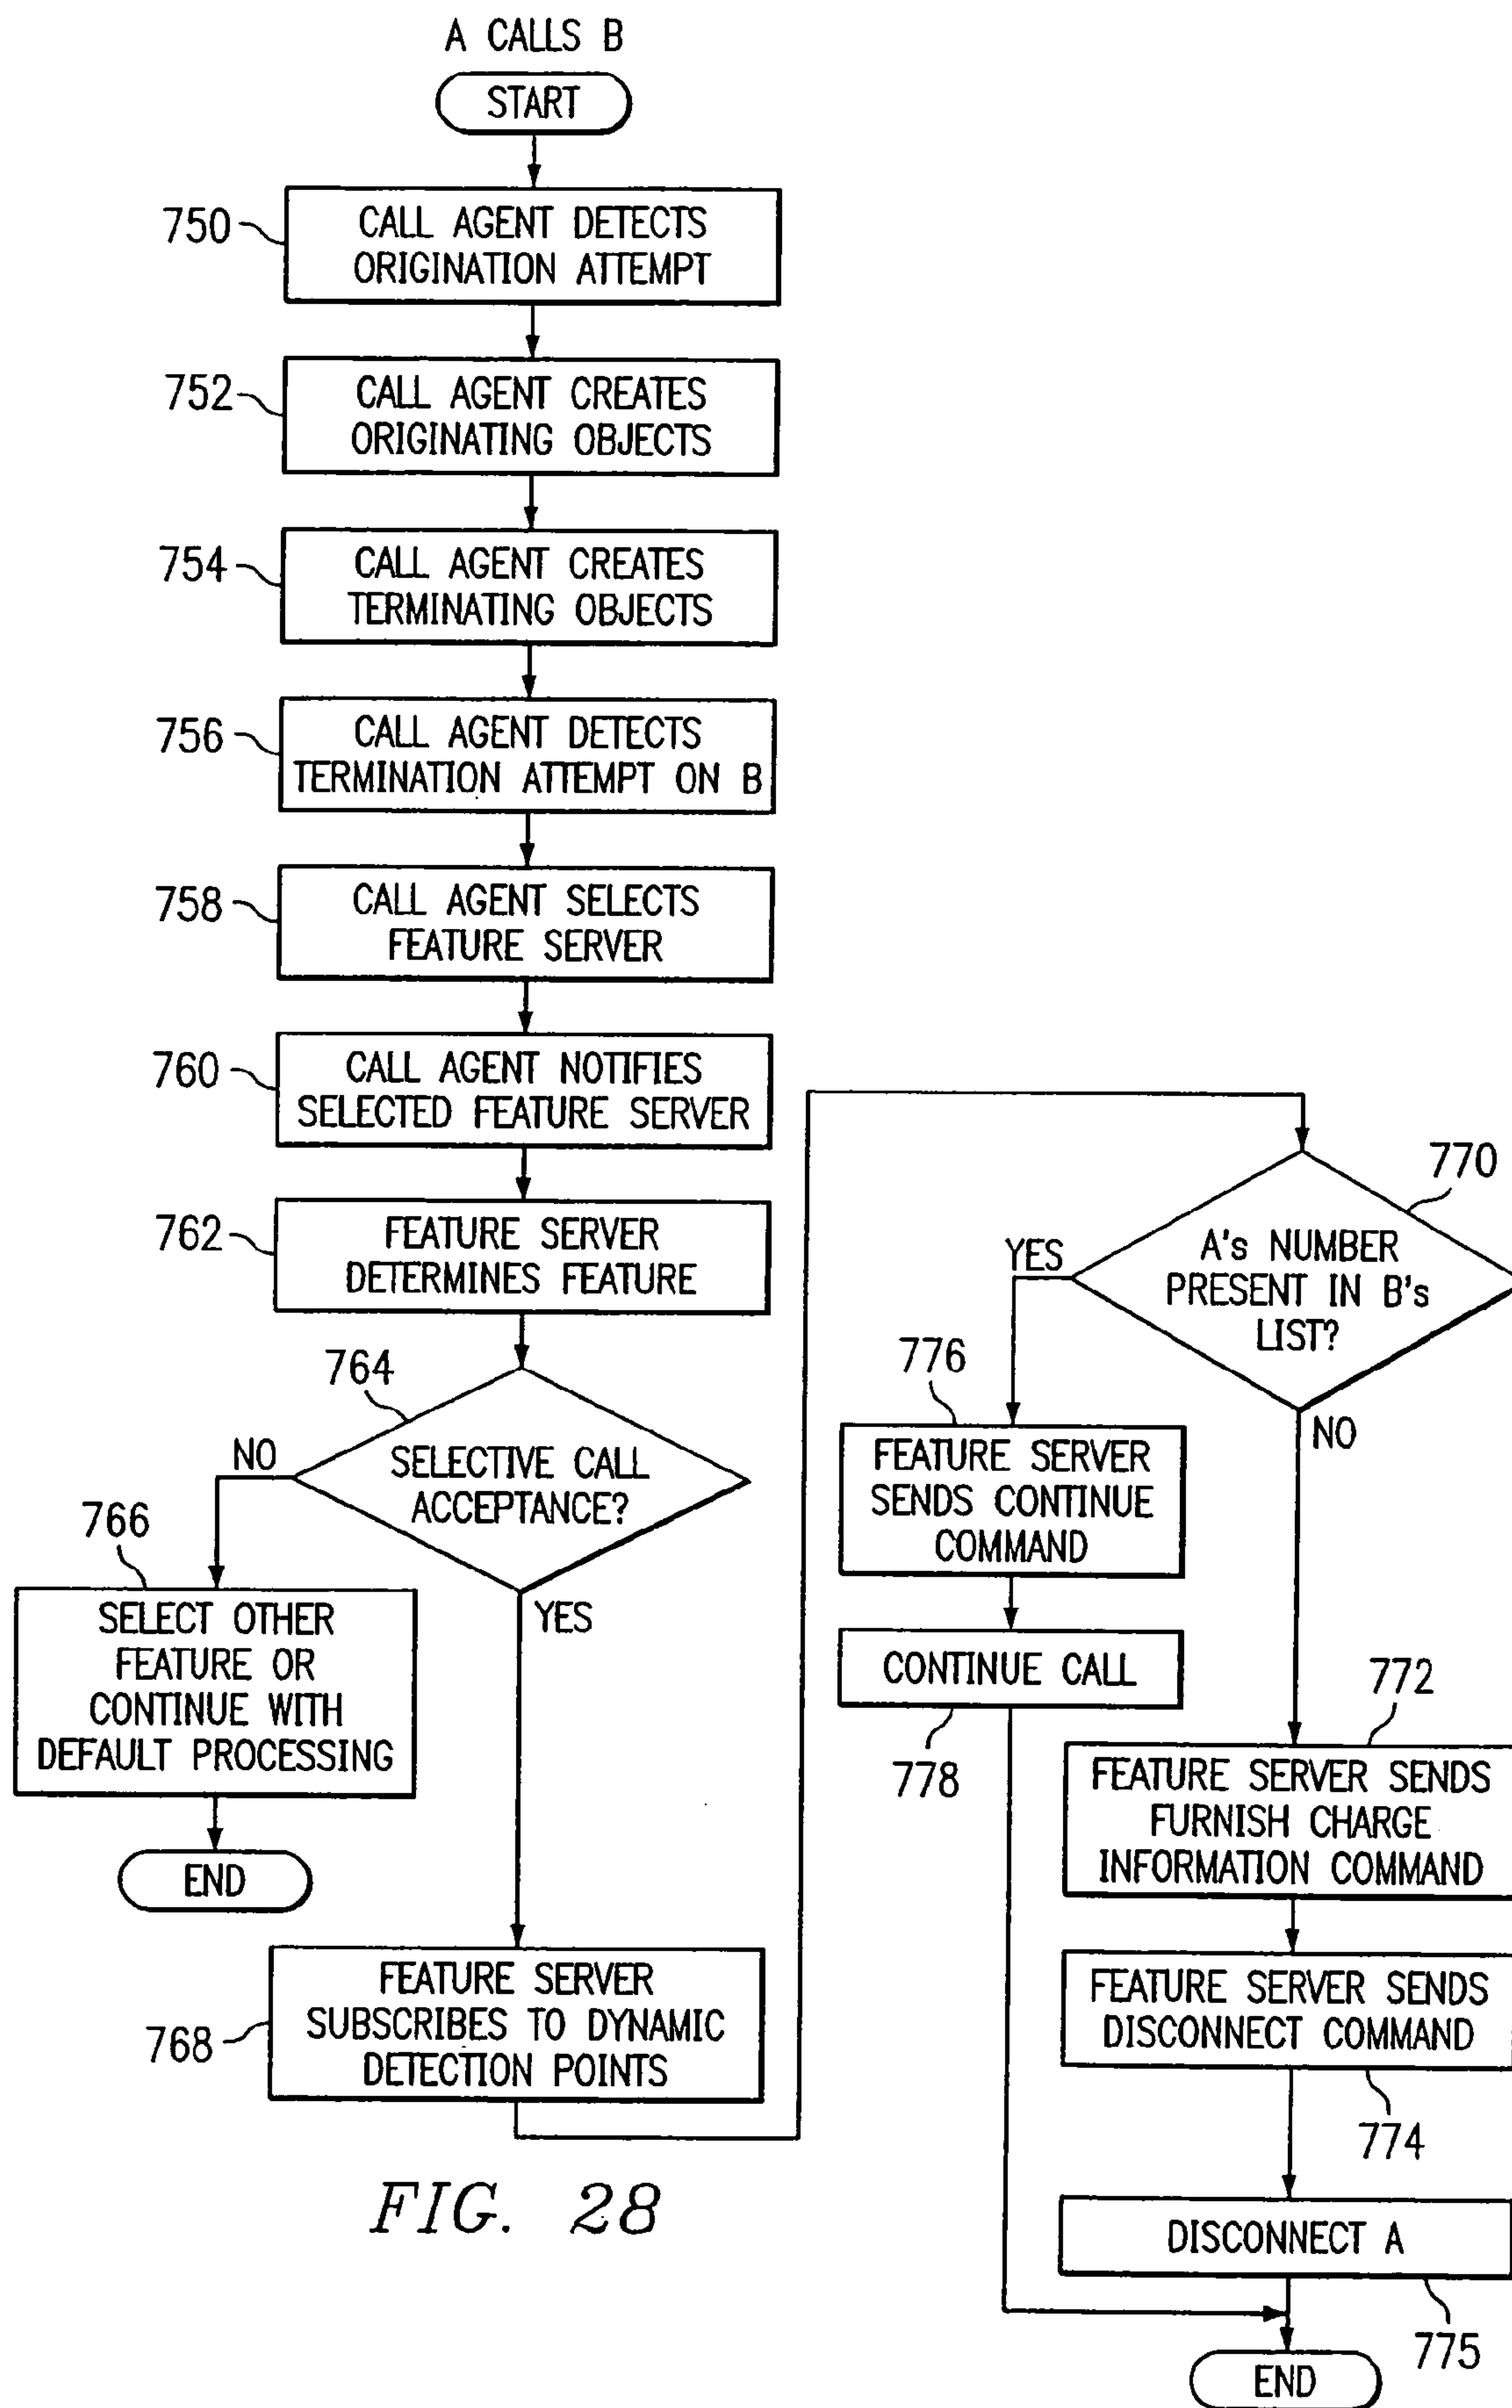 A CALLS B
START
750
CALL AGENT DETECTS
ORIGINATION ATTEMPT
752
CALL AGENT CREATES
ORIGINATING OBJECTS
754
CALL AGENT CREATES
TERMINATING OBJECTS
756
CALL AGENT DETECTS
TERMINATION ATTEMPT ON B
758
CALL AGENT SELECTS
FEATURE SERVER
760
CALL AGENT NOTIFIES
SELECTED FEATURE SERVER
762
FEATURE SERVER
DETERMINES FEATURE
764
SELECTIVE CALL
ACCEPTANCE?
NO
766
SELECT OTHER
FEATURE OR
CONTINUE WITH
DEFAULT PROCESSING
END
YES
768
FEATURE SERVER
SUBSCRIBES TO DYNAMIC
DETECTION POINTS
770
A's NUMBER
PRESENT IN B's
LIST?
YES
776
FEATURE SERVER
SENDS CONTINUE
COMMAND
CONTINUE CALL
778
NO
772
FEATURE SERVER SENDS
FURNISH CHARGE
INFORMATION COMMAND
FEATURE SERVER SENDS
DISCONNECT COMMAND
774
DISCONNECT A
775
END
FIG. 28